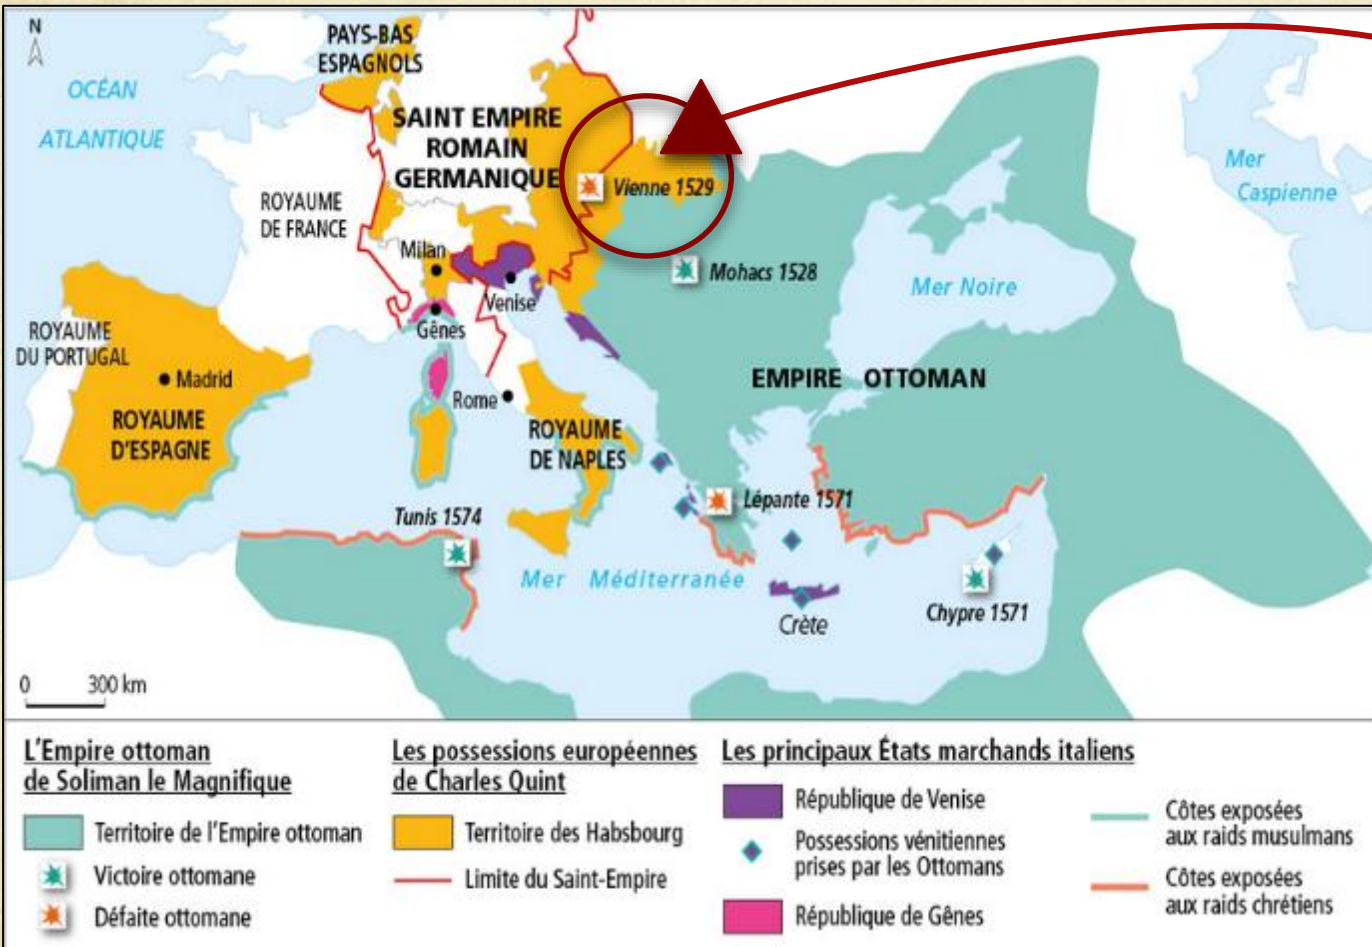 N
PAYS-BAS
ESPAGNOLS
OCÉAN
ATLANTIQUE
SAINT EMPIRE
ROMAIN
GERMANIQUE
Vienne 1529
Mer
Caspienne
ROYAUME
DE FRANCE
Milan
Mohacs 1528
Venise
Mer Noire
Gênes
ROYAUME
DU PORTUGAL
Madrid
EMPIRE OTTOMAN
Rome
ROYAUME
D'ESPAGNE
ROYAUME
DE NAPLES
Tunis 1574
Lépante 1571
Mer Méditerranée
Chypre 1571
Crète
0 300 km
L'Empire ottoman
de Soliman le Magnifique
Territoire de l'Empire ottoman
Victoire ottomane
Défaite ottomane
Les possessions européennes
de Charles Quint
Territoire des Habsbourg
Limite du Saint-Empire
Les principaux États marchands italiens
République de Venise
Possessions vénitiennes
prises par les Ottomans
République de Gênes
Côtes exposées
aux raids musulmans
Côtes exposées
aux raids chrétiens